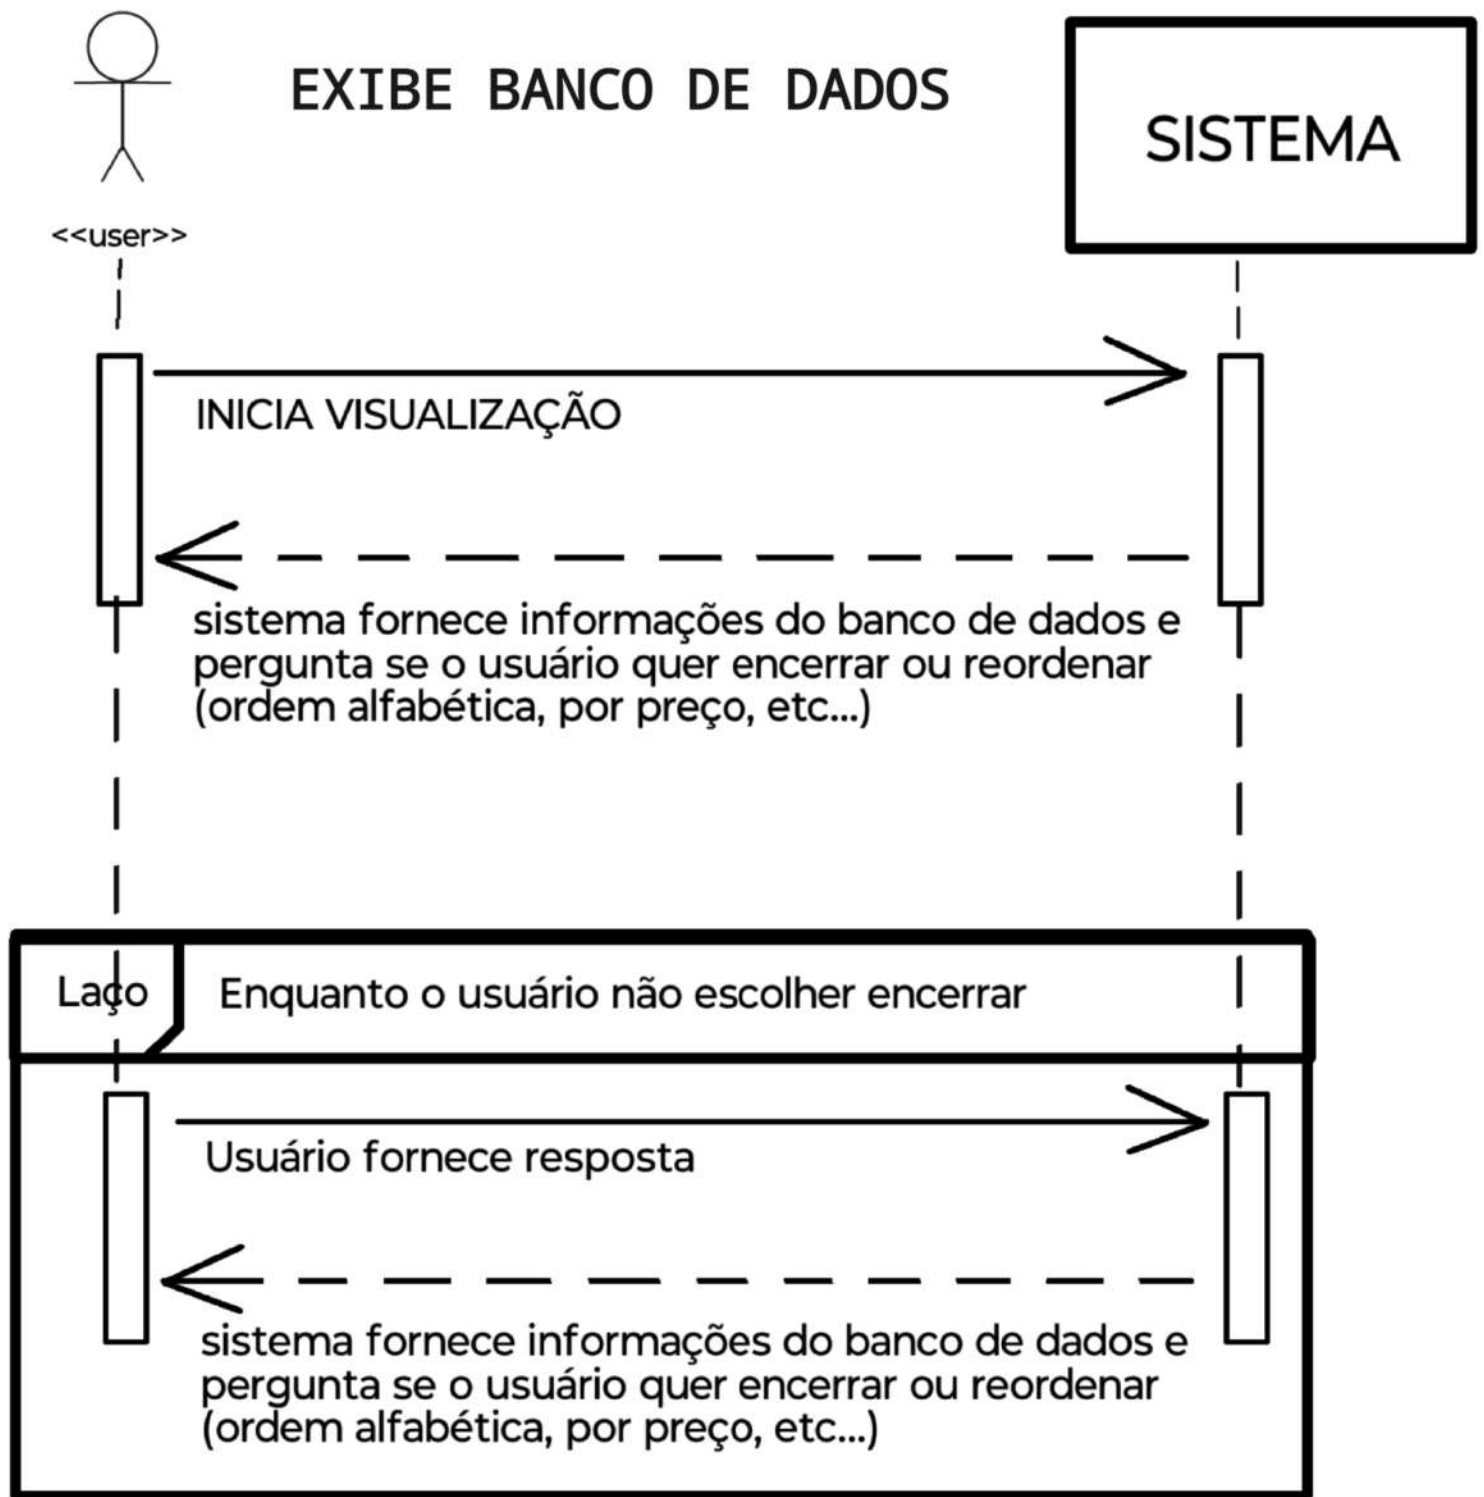 EXIBE BANCO DE DADOS
SISTEMA
<<user>>
INICIA VISUALIZAÇÃO
sistema fornece informações do banco de dados e
pergunta se o usuário quer encerrar ou reordenar
(ordem alfabética, por preço, etc...)
Laço
Enquanto o usuário não escolher encerrar
Usuário fornece resposta
sistema fornece informações do banco de dados e
pergunta se o usuário quer encerrar ou reordenar
(ordem alfabética, por preço, etc...)